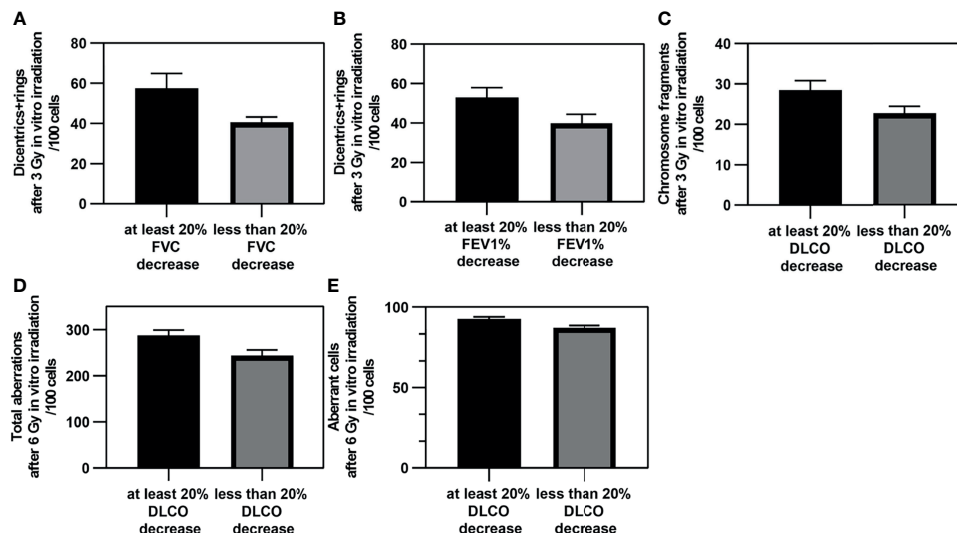 A
Dicentrics+rings
after 3 Gy in vitro irradiation
/100 cells
80
60
40
20
0
at least 20% less than 20%
FVC FVC
decrease decrease
B
Dicentrics+rings
after 3 Gy in vitro irradiation
/100 cells
80
60
40
20
0
at least 20% less than 20%
FEV1% FEV1%
decrease decrease
C
Chromosome fragments
after 3 Gy in vitro irradiation
/100 cells
40
30
20
10
0
at least 20% less than 20%
DLCO DLCO
decrease decrease
D
Total aberrations
after 6 Gy in vitro irradiation
/100 cells
300
200
100
0
at least 20% less than 20%
DLCO DLCO
decrease decrease
E
Aberrant cells
after 6 Gy in vitro irradiation
/100 cells
100
50
0
at least 20% less than 20%
DLCO DLCO
decrease decrease